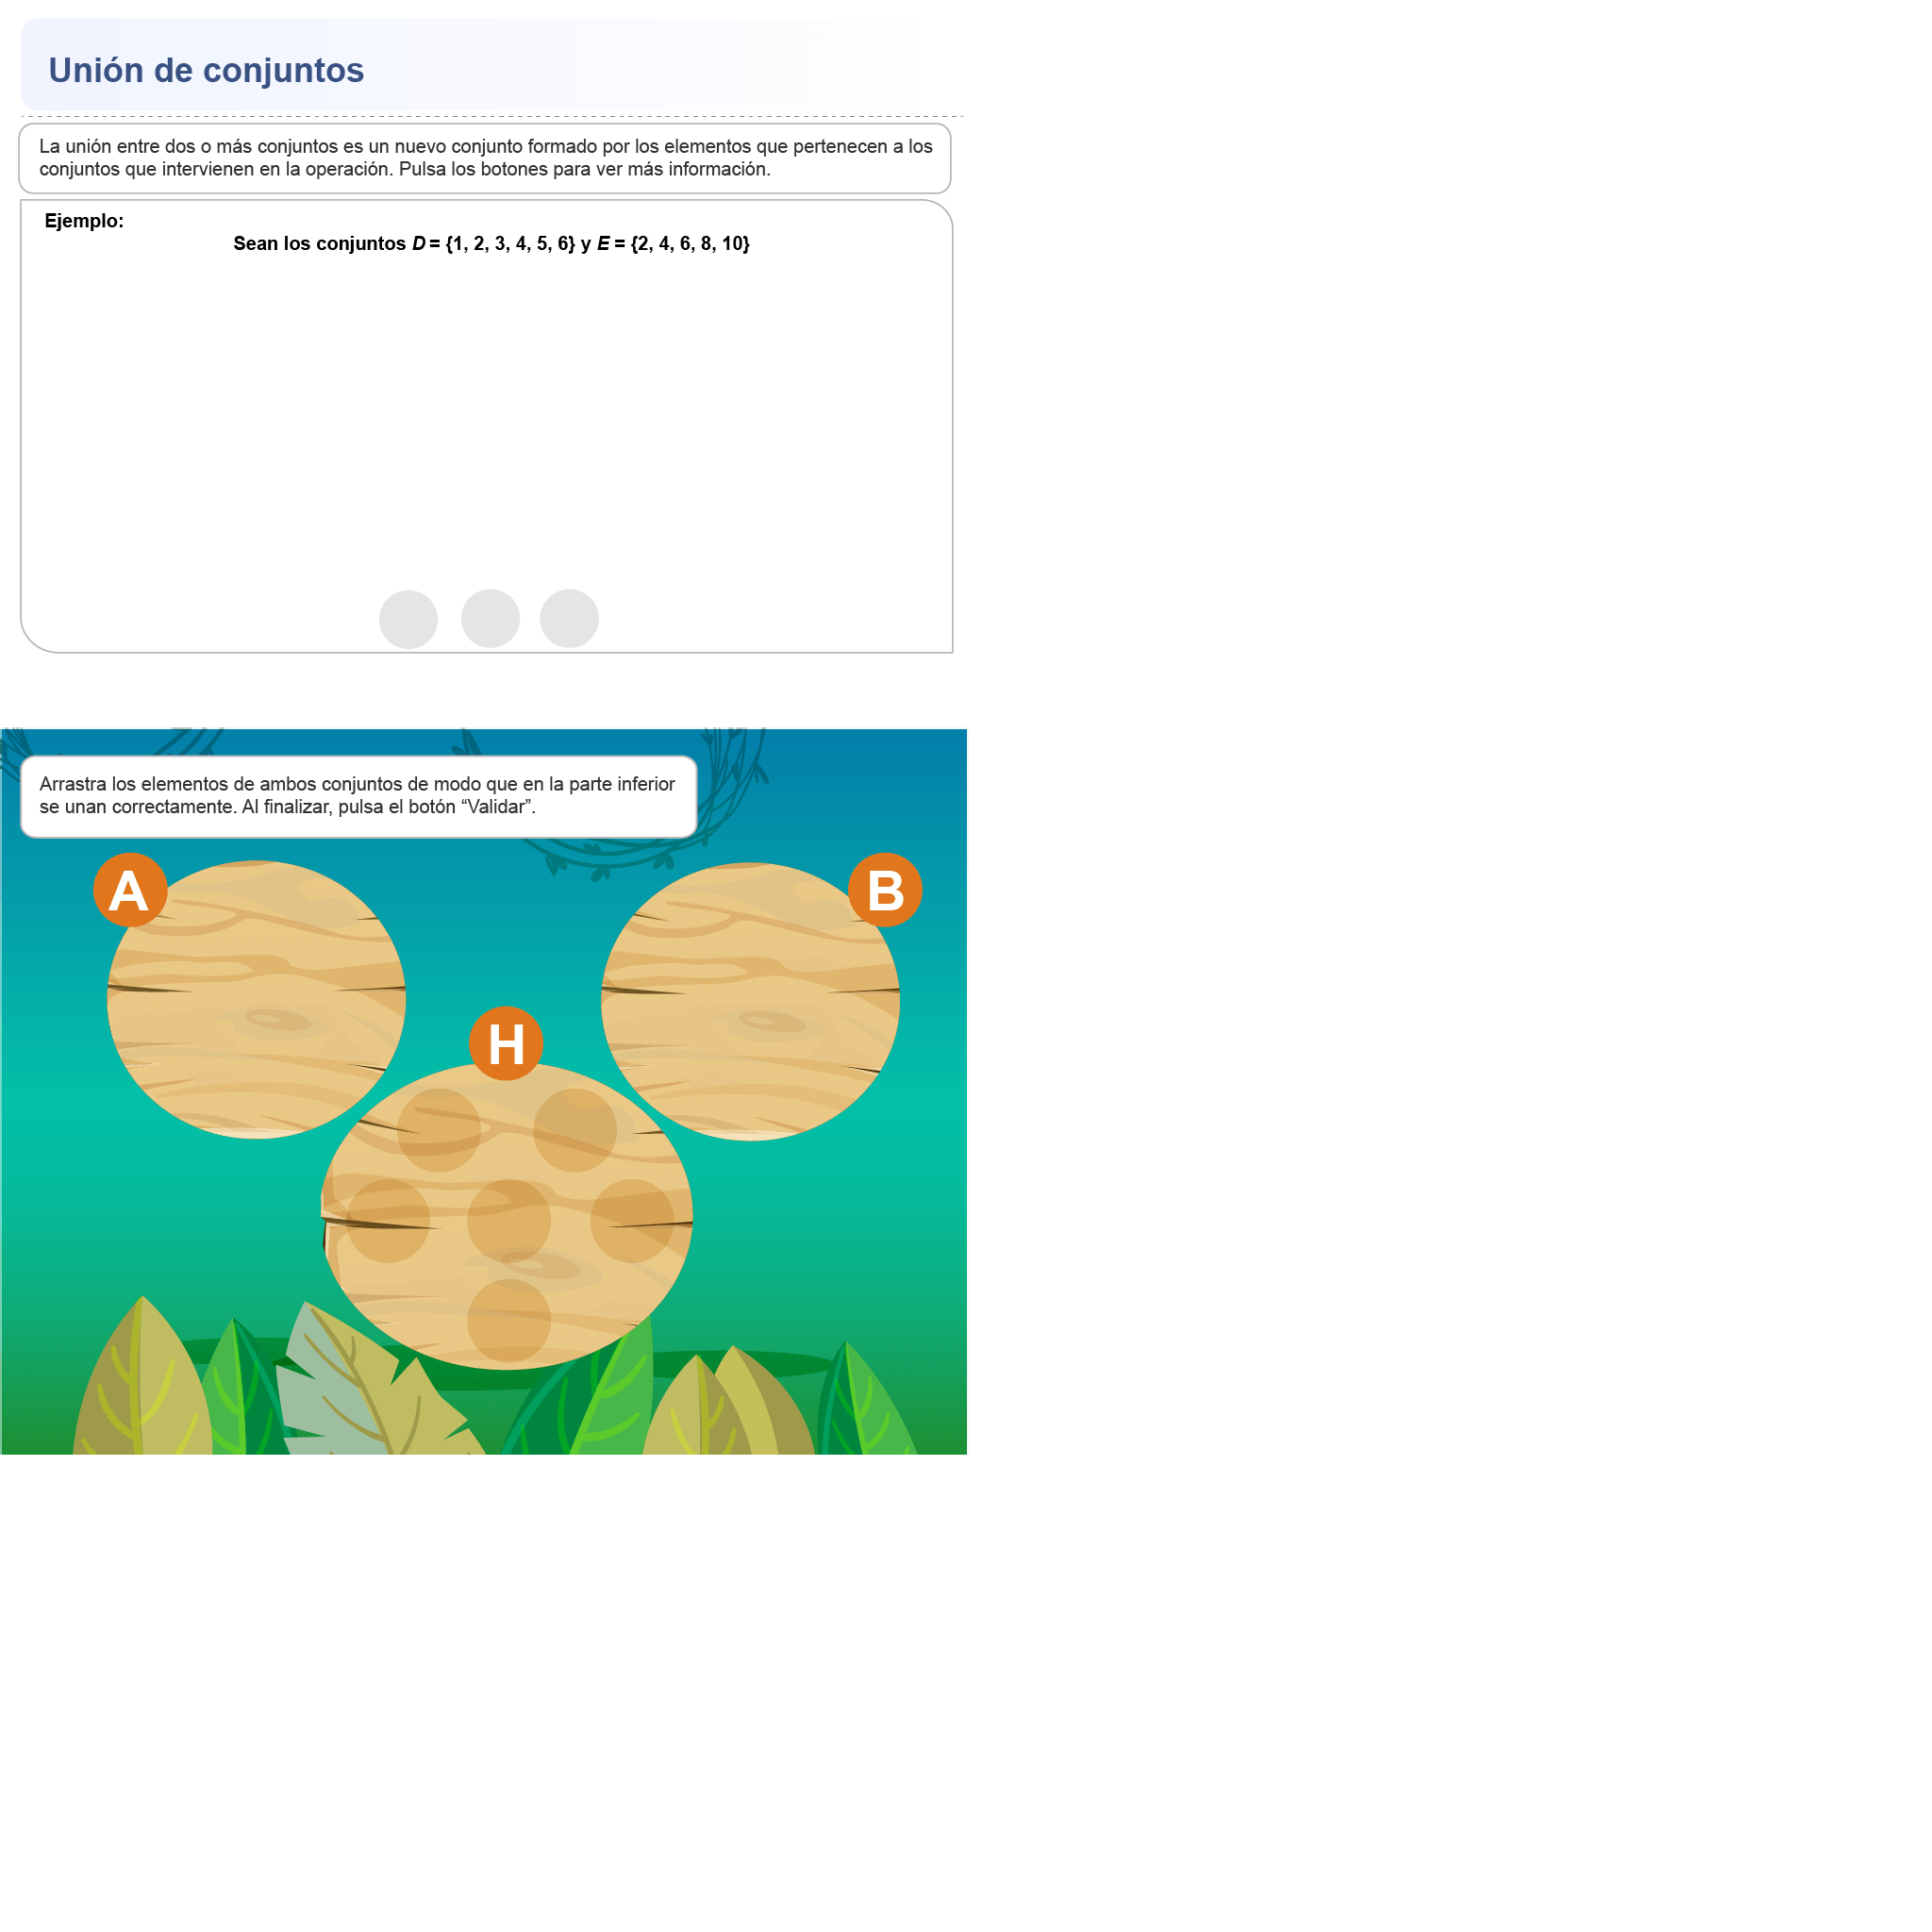 Unión de conjuntos
La unión entre dos o más conjuntos es un nuevo conjunto formado por los elementos que pertenecen a los
conjuntos que intervienen en la operación. Pulsa los botones para ver más información.
Ejemplo:
Sean los conjuntos D = {1, 2, 3, 4, 5, 6} y E = {2, 4, 6, 8, 10}
Arrastra los elementos de ambos conjuntos de modo que en la parte inferior
se unan correctamente. Al finalizar, pulsa el botón “Validar”.
A
B
H